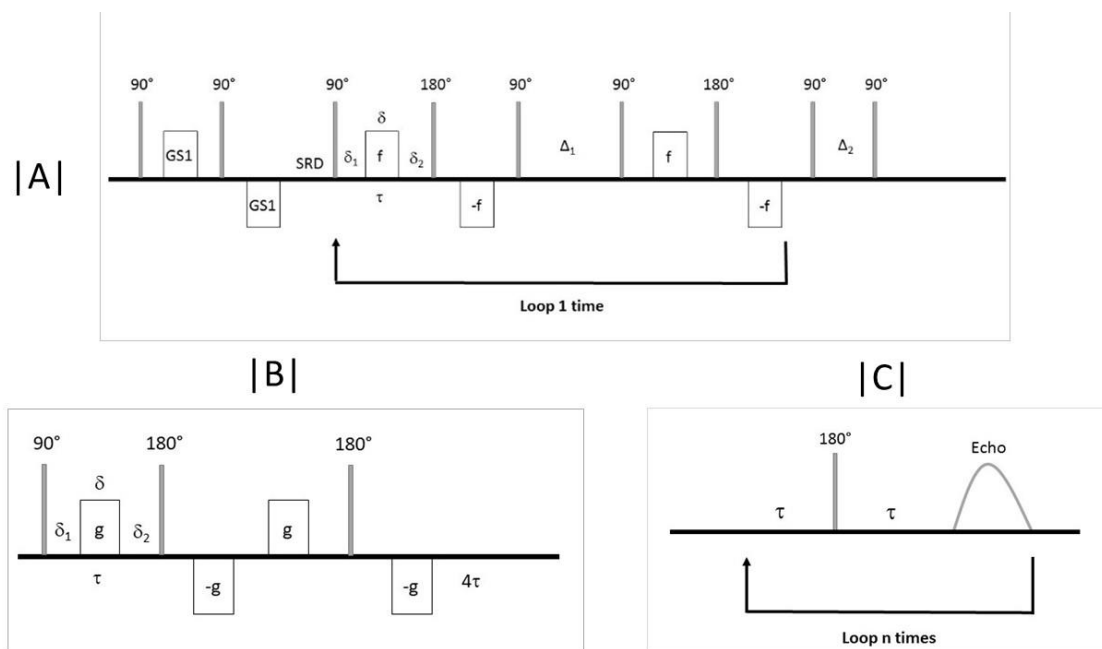 90° 90° 90° 180° 90° 90° 180° 90° 90°
δ
GS1 SRD δ₁ f δ₂ Δ₁ f Δ₂
|A|
τ
GS1 -f -f
Loop 1 time
|B|
90° 180° 180°
δ
δ₁ g δ₂ g
τ -g -g 4τ
|C|
180° Echo
τ τ
Loop n times